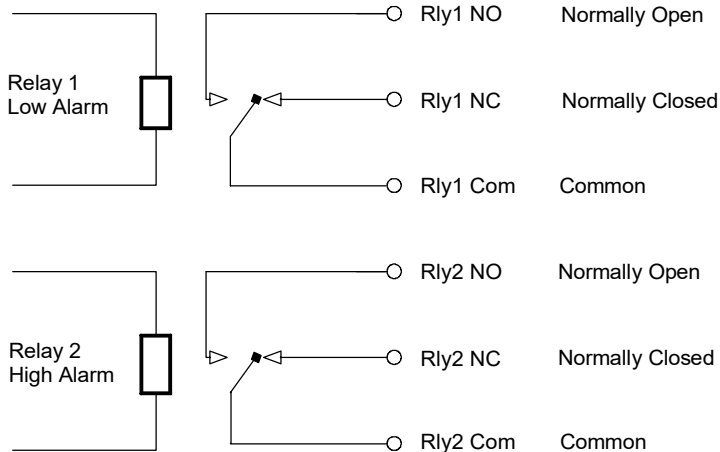 Rly1 NO Normally Open
Relay 1
Low Alarm
Rly1 NC Normally Closed
Rly1 Com Common
Rly2 NO Normally Open
Relay 2
High Alarm
Rly2 NC Normally Closed
Rly2 Com Common